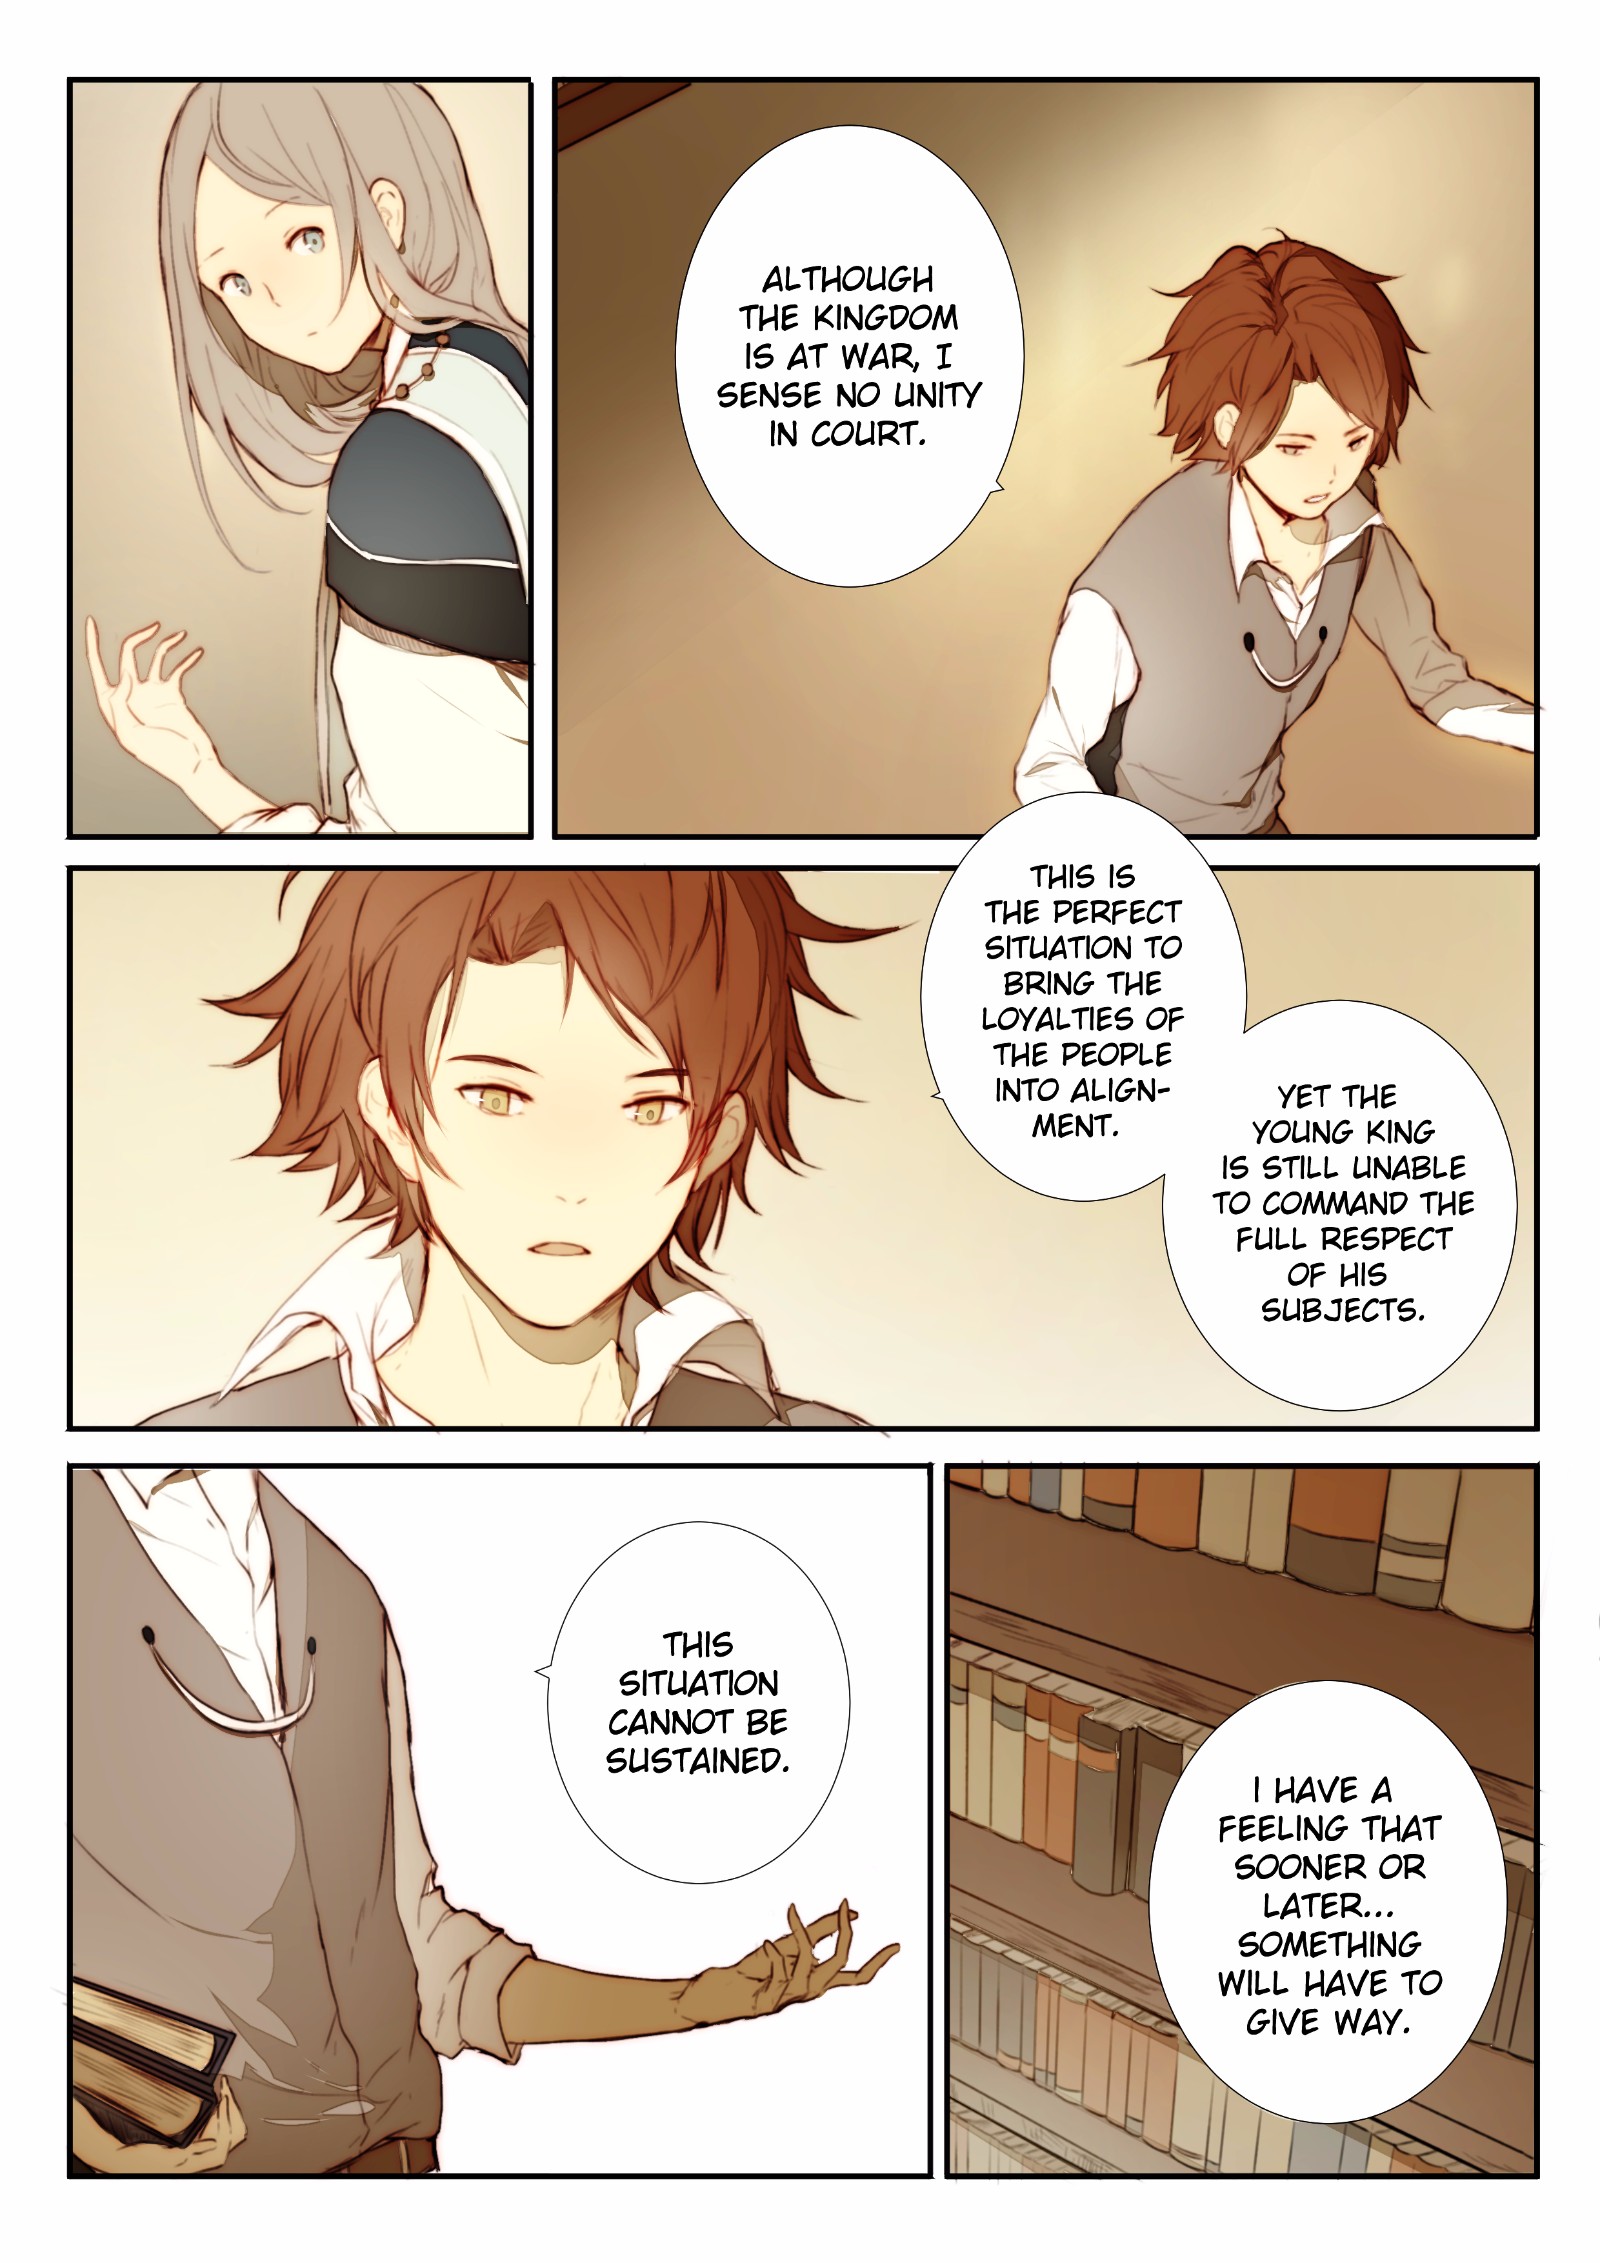 ALTHOUGH
THE KINGDOM
IS AT WAR, I
SENSE NO UNITY
IN COURT.
THIS IS
THE PERFECT
SITUATION TO
BRING THE
LOYALTIES OF
THE PEOPLE
INTO ALIGN-
MENT.
YET THE
YOUNG KING
IS STILL UNABLE
TO COMMAND THE
FULL RESPECT
OF HIS
SUBJECTS.
THIS
SITUATION
CANNOT BE
SUSTAINED.
I HAVE A
FEELING THAT
SOONER OR
LATER...
SOMETHING
WILL HAVE TO
GIVE WAY.